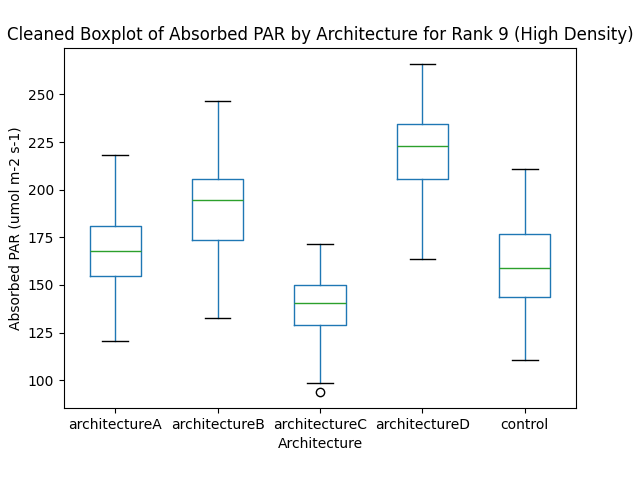 Cleaned Boxplot of Absorbed PAR by Architecture for Rank 9 (High Density)
Absorbed PAR (umol m-2 s-1)
250
225
200
175
150
125
100
architectureA architectureB architectureC architectureD control
Architecture